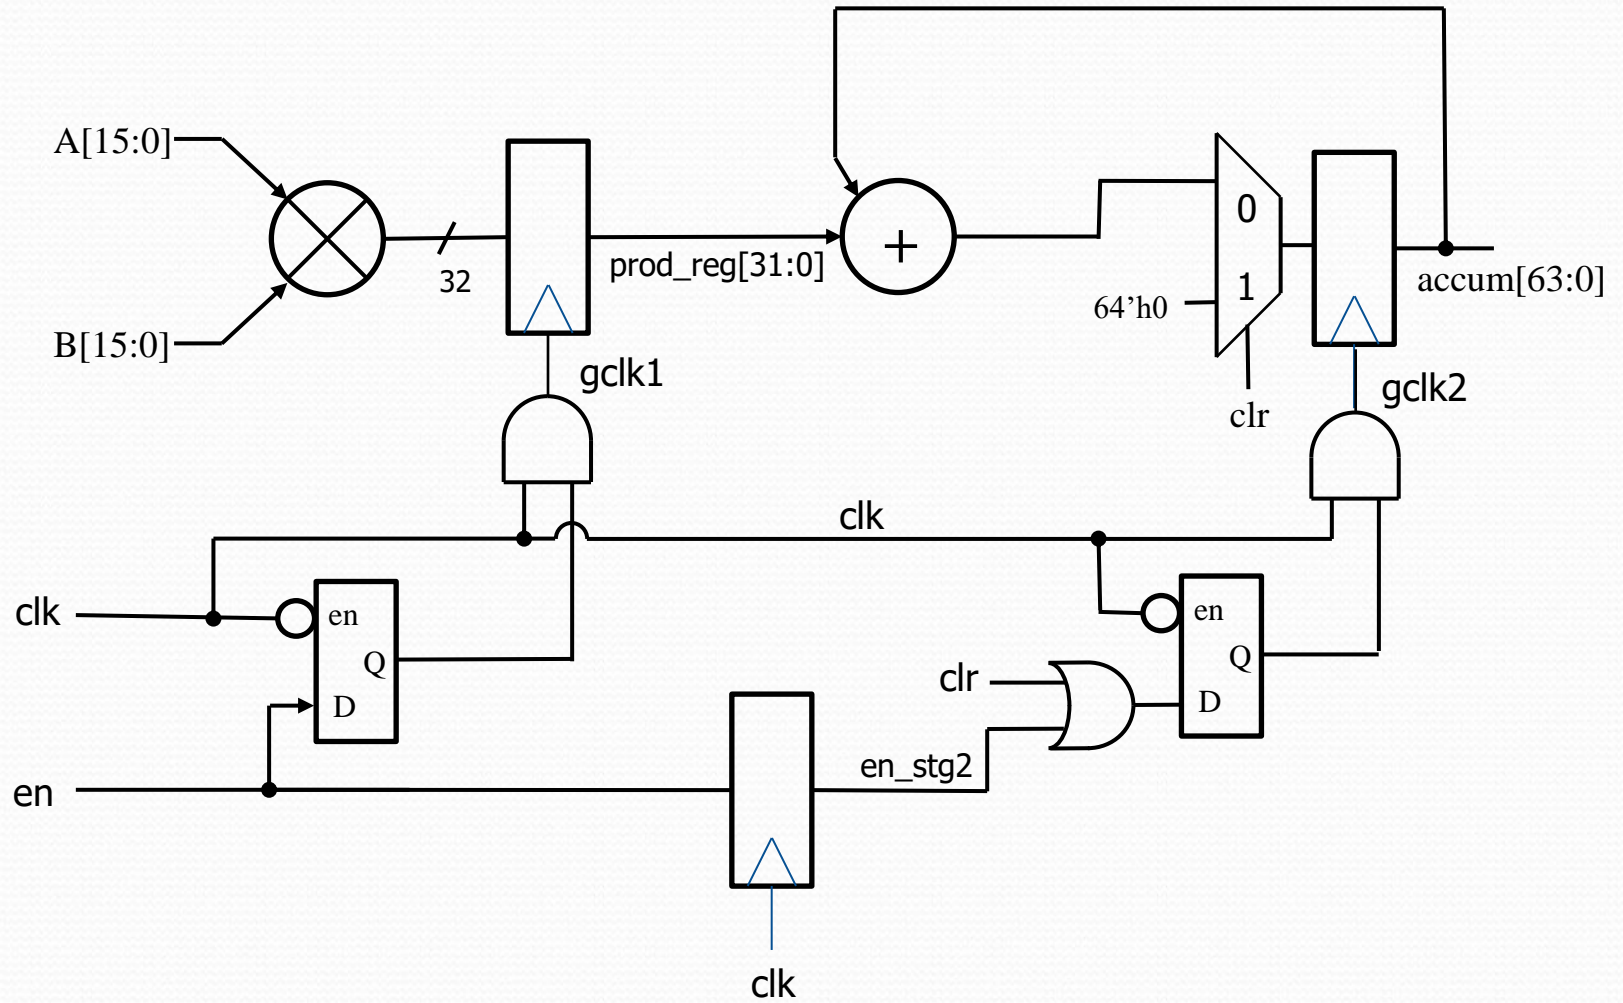 A[15:0]
B[15:0]
32
prod_reg[31:0]
+
0
1
64'h0
clr
accum[63:0]
gclk1
gclk2
clk
clk
en
Q
D
en
Q
D
clr
en_stg2
en
clk